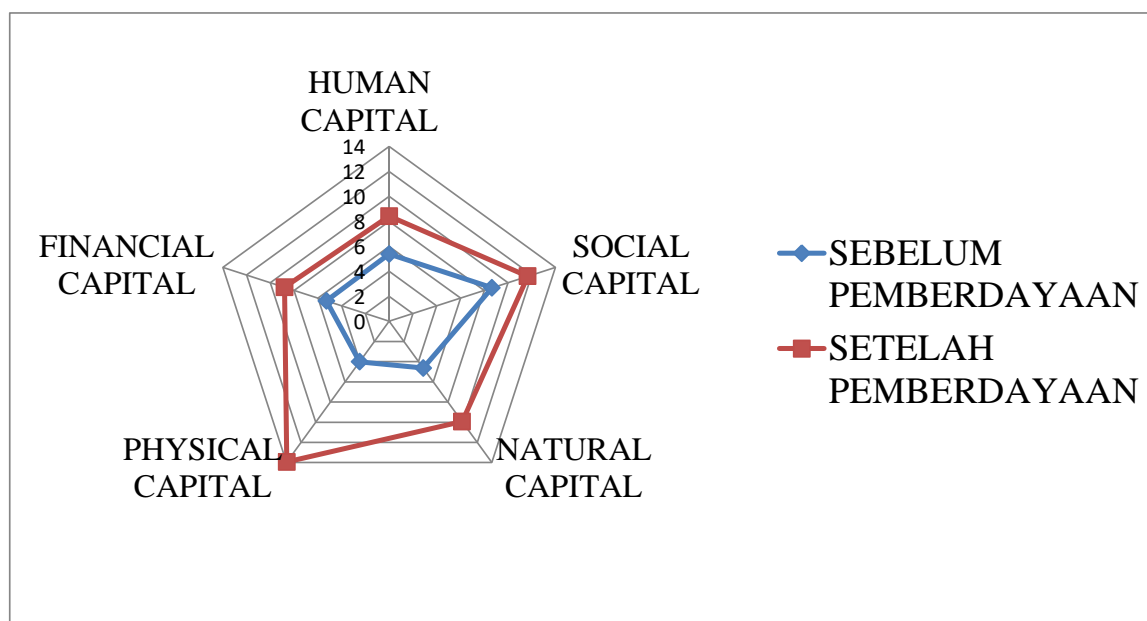 HUMAN
CAPITAL
14
12
10
8
6
4
2
0
FINANCIAL
CAPITAL
SOCIAL
CAPITAL
PHYSICAL
CAPITAL
NATURAL
CAPITAL
SEBELUM
PEMBERDAYAAN
SETELAH
PEMBERDAYAAN